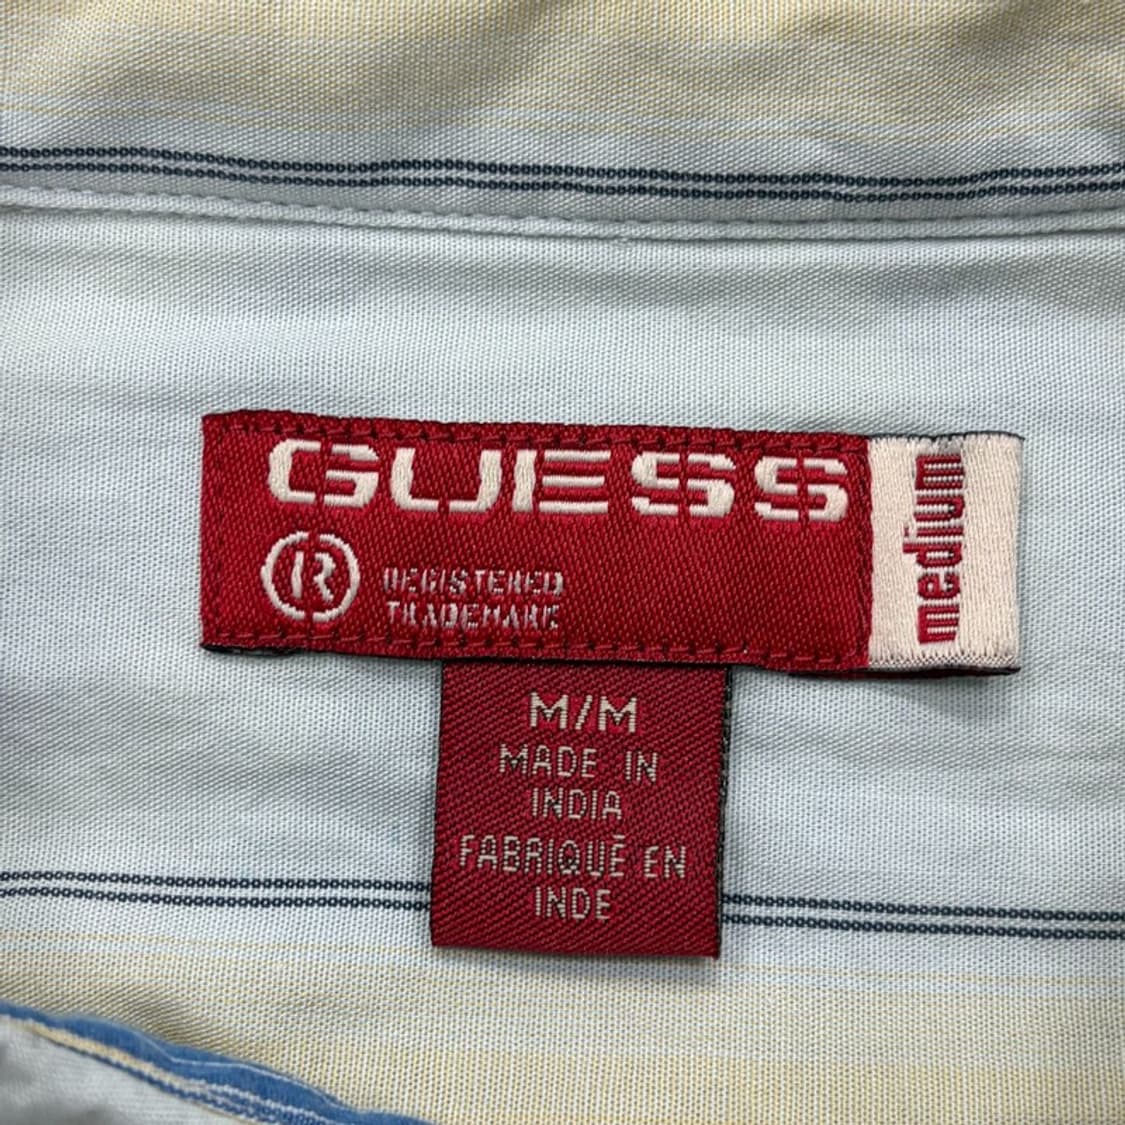 GUESS
R REGISTERED
TRADEMARK
medium
M/M
MADE IN
INDIA
FABRIQUÉ EN
INDE